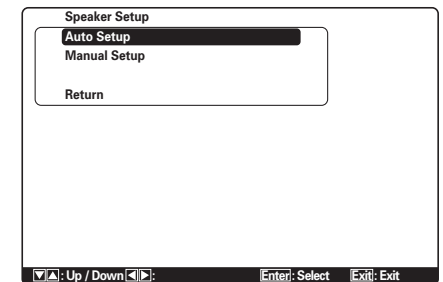 Speaker Setup
Auto Setup
Manual Setup
Return
▼▲: Up / Down ◀▶: Enter: Select Exit: Exit